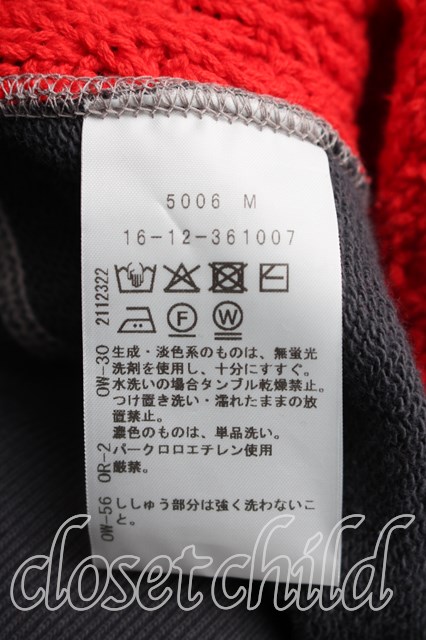 5006 M
16-12-361007
F
W
OW-30 2112322
生成・淡色系のものは、無蛍光
洗剤を使用し、十分にすすぐ。
水洗いの場合タンブル乾燥禁止。
つけ置き洗い・濡れたままの放
置禁止。
濃色のものは、単品洗い。
パークロロエチレン使用
厳禁。
OW-56 OR-2
ししゅう部分は強く洗わないこ
と。
closetchild